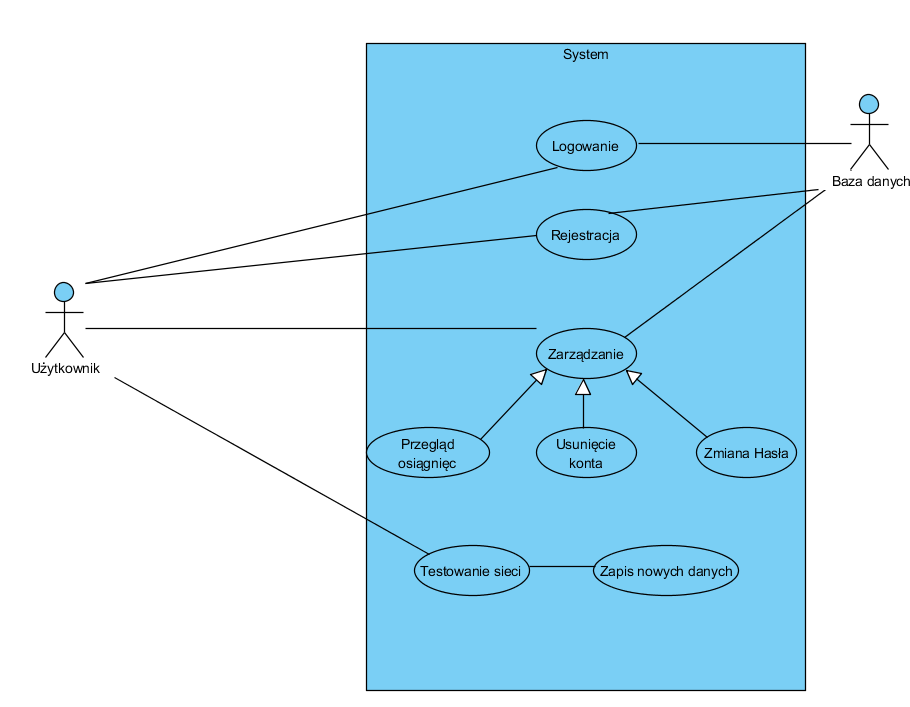 System
Logowanie
Baza danych
Rejestracja
Użytkownik
Zarządzanie
Przegląd
osiągnięc
Usunięcie
konta
Zmiana Hasła
Testowanie sieci
Zapis nowych danych